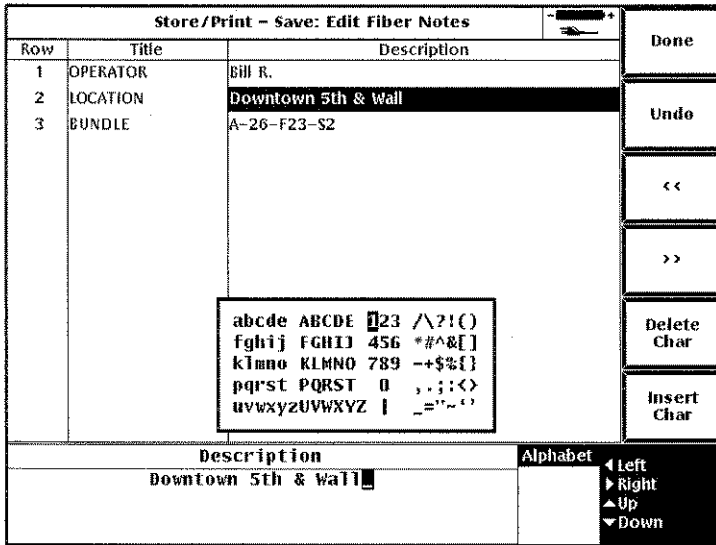 Store/Print – Save: Edit Fiber Notes
- +
Row Title Description
1 OPERATOR Bill R.
2 LOCATION Downtown 5th & Wall
3 BUNDLE A-26-F23-S2
abcde ABCDE 123 /\?!()
fghij FGHIJ 456 *#^&[]
klmno KLMNO 789 -+$%{}
pqrst PQRST 0 ,.;:<>
uvwxyzUVWXYZ | _="~‘’
Done
Undo
<<
>>
Delete
Char
Insert
Char
Description
Downtown 5th & Wall_
Alphabet
◀Left
▶Right
▲Up
▼Down